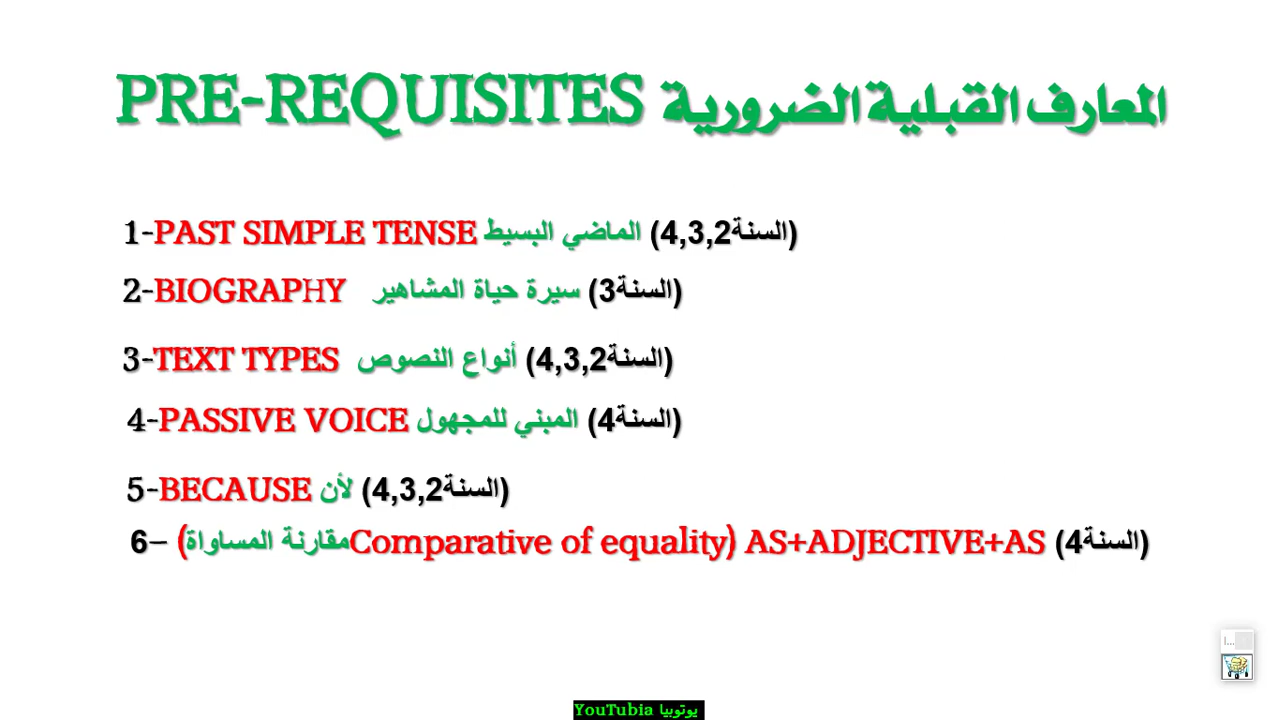 PRE-REQUISITES المعارف القبلية الضرورية
1-PAST SIMPLE TENSE الماضي البسيط (السنة4,3,2)
2-BIOGRAPHY سيرة حياة المشاهير (السنة3)
3-TEXT TYPES أنواع النصوص (السنة4,3,2)
4-PASSIVE VOICE المبني للمجهول (السنة4)
5-BECAUSE لأن (السنة4,3,2)
6– (مقارنة المساواةComparative of equality) AS+ADJECTIVE+AS (السنة4)
YouTubia يوتوبيا